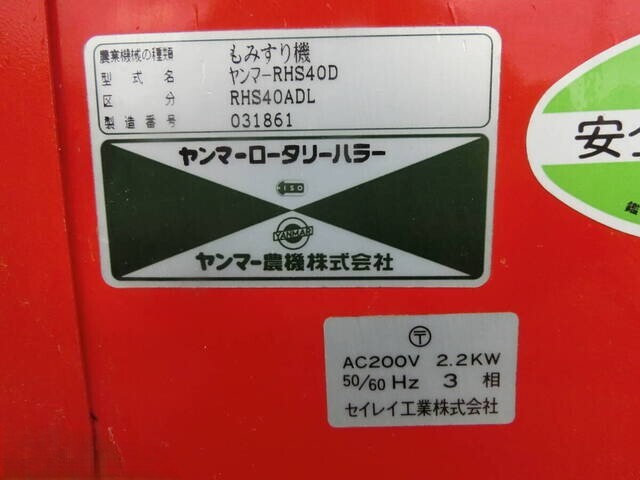 農業機械の種類 もみすり機
型式名 ヤンマーRHS40D
区分 RHS40ADL
製造番号 031861
ヤンマーロータリーハラー
ISO
YANMAR
ヤンマー農機株式会社
安
鑑
〒
AC200V 2.2KW
50/60 Hz 3 相
セイレイ工業株式会社